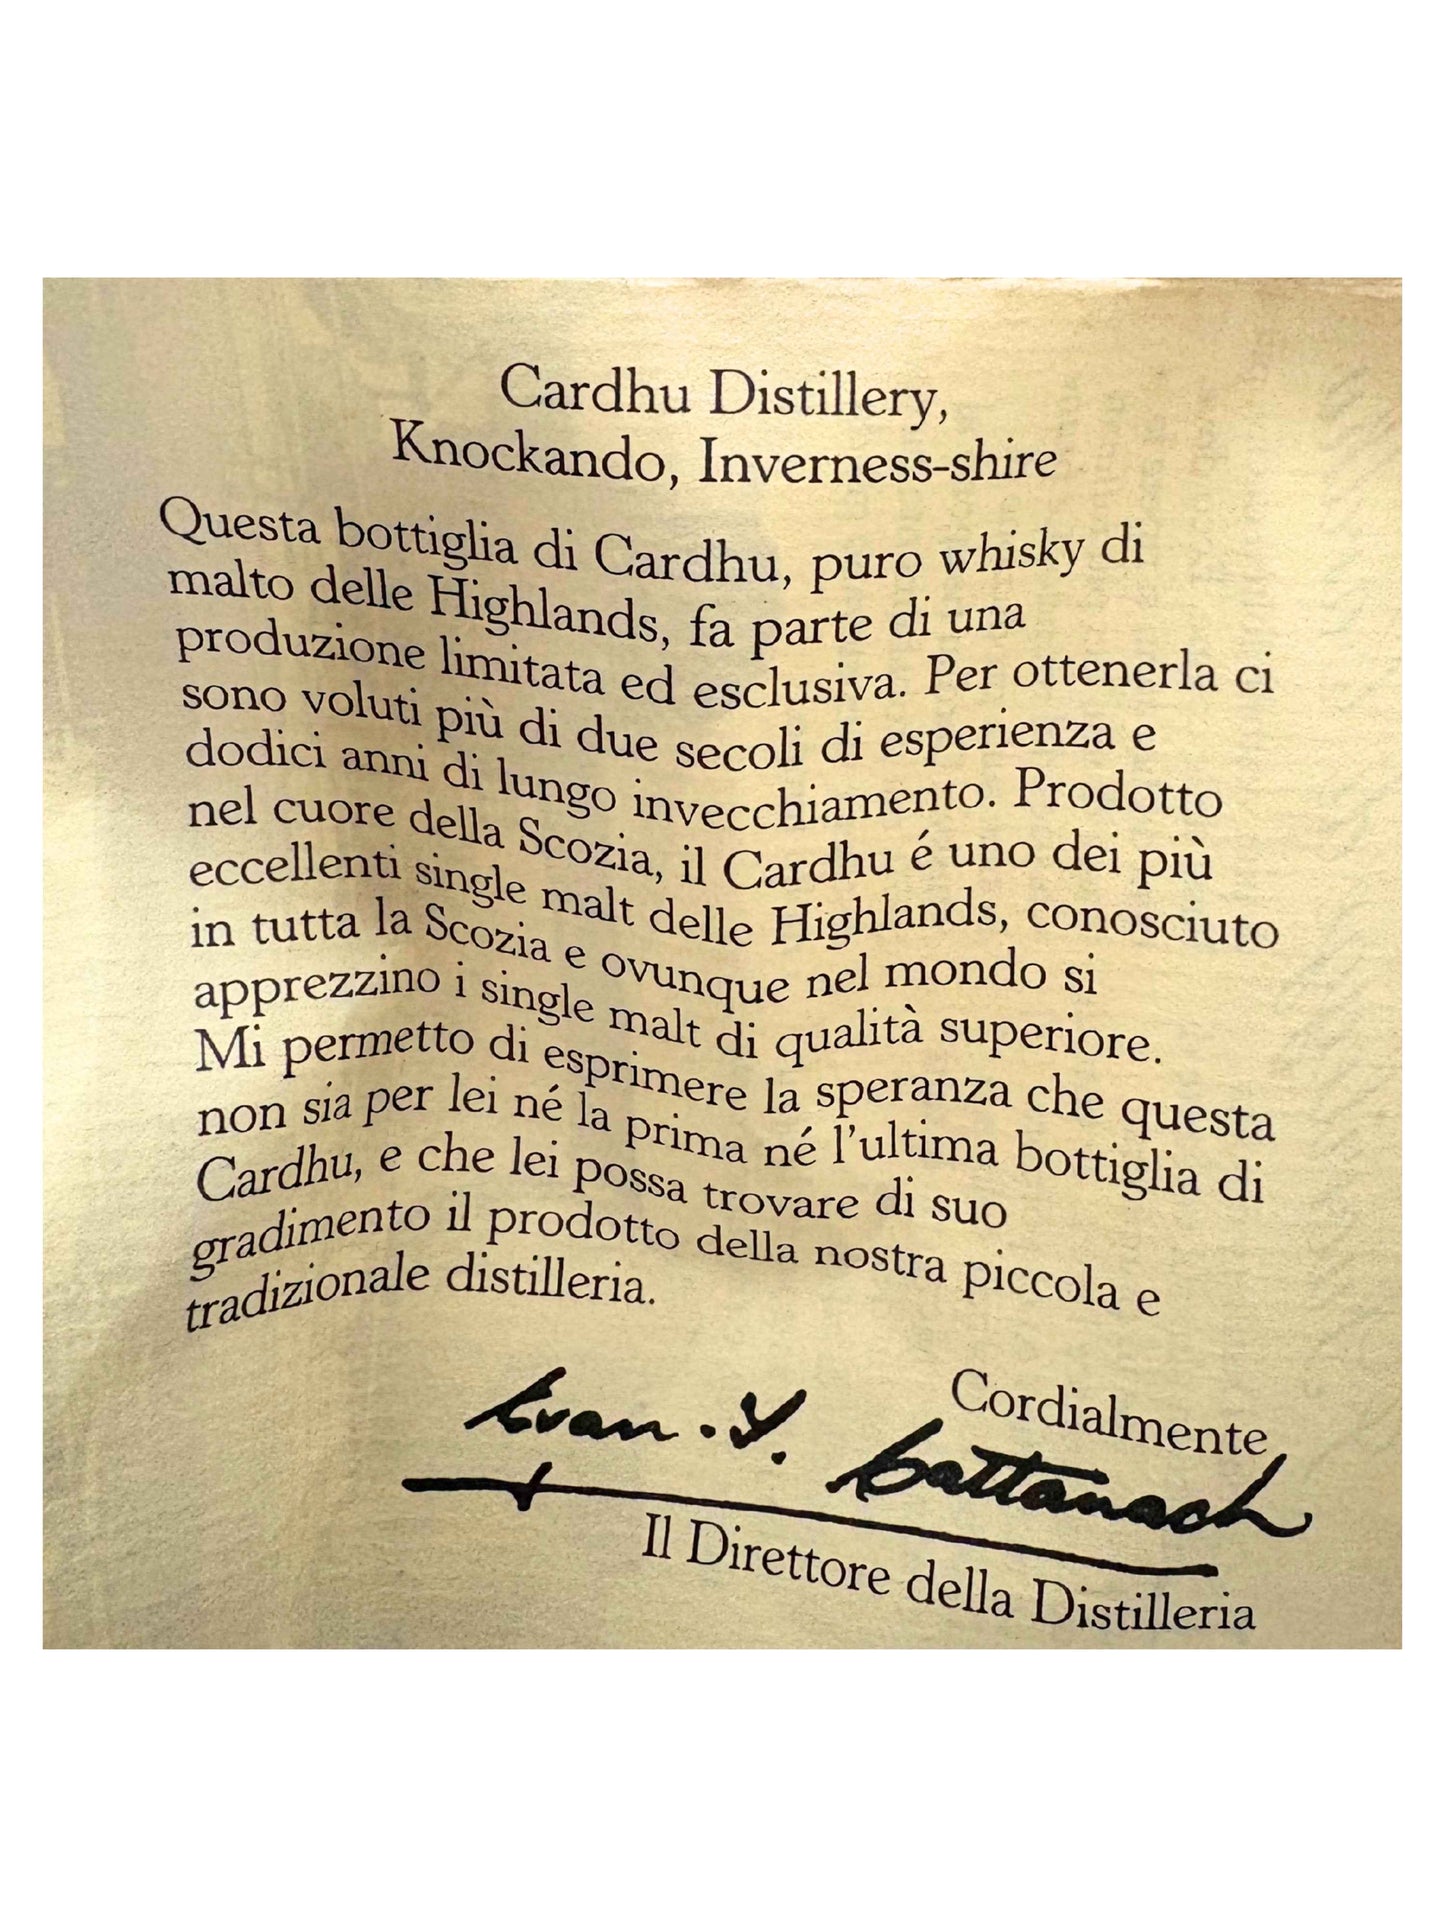 Cardhu Distillery,
Knockando, Inverness-shire
Questa bottiglia di Cardhu, puro whisky di
malto delle Highlands, fa parte di una
produzione limitata ed esclusiva. Per ottenerla ci
sono voluti più di due secoli di esperienza e
dodici anni di lungo invecchiamento. Prodotto
nel cuore della Scozia, il Cardhu é uno dei più
eccellenti single malt delle Highlands, conosciuto
in tutta la Scozia e ovunque nel mondo si
apprezzino i single malt di qualità superiore.
Mi permetto di esprimere la speranza che questa
non sia per lei né la prima né l'ultima bottiglia di
Cardhu, e che lei possa trovare di suo
gradimento il prodotto della nostra piccola e
tradizionale distilleria.
Cordialmente
Evan. Cattanach
Il Direttore della Distilleria